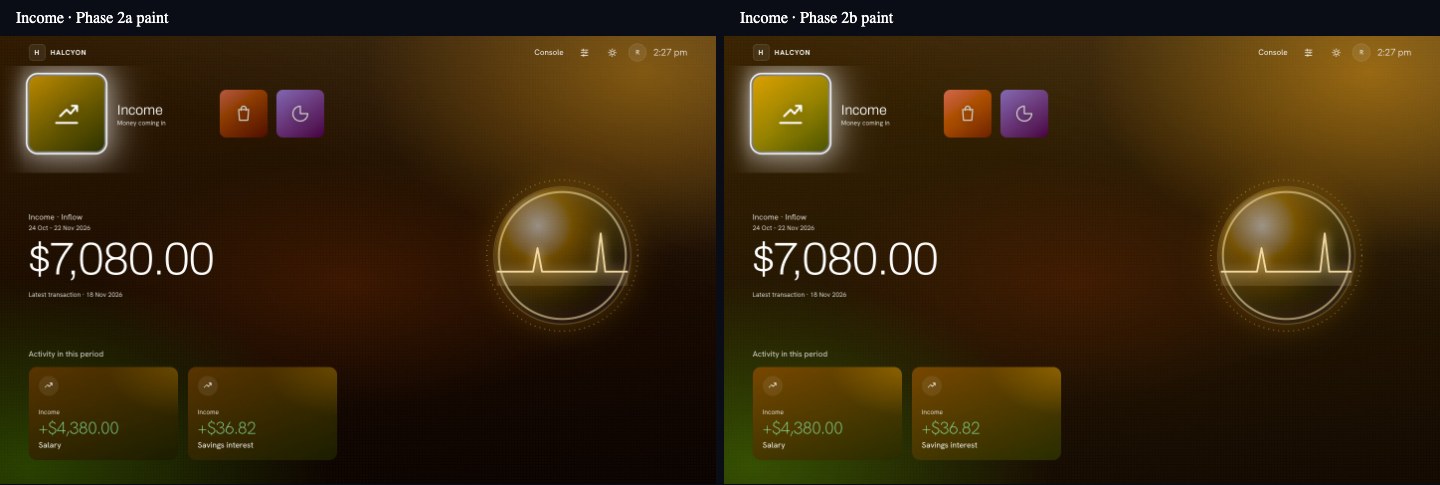 Income · Phase 2a paint
H HALCYON
Console
2:27 pm
Income
Money coming in
Income · Inflow
24 Oct - 22 Nov 2026
$7,080.00
Latest transaction · 18 Nov 2026
Activity in this period
Income
+$4,380.00
Salary
Income
+$36.82
Savings interest
Income · Phase 2b paint
H HALCYON
Console
2:27 pm
Income
Money coming in
Income · Inflow
24 Oct - 22 Nov 2026
$7,080.00
Latest transaction · 18 Nov 2026
Activity in this period
Income
+$4,380.00
Salary
Income
+$36.82
Savings interest